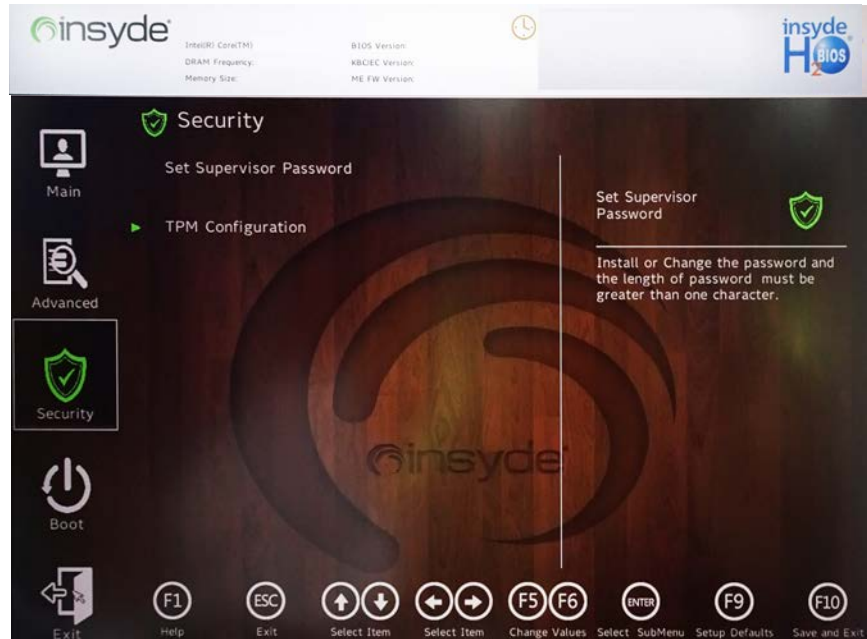 insyde
Intel(R) Core(TM)
DRAM Frequency:
Memory Size:
BIOS Version:
KBC/EC Version:
ME FW Version:
insyde
H2O
BIOS
Security
Set Supervisor Password
TPM Configuration
Main
Advanced
Security
Boot
Exit
Set Supervisor
Password
Install or Change the password and
the length of password must be
greater than one character.
insyde
F1
Help
ESC
Exit
Select Item
Select Item
F5 F6
Change Values
ENTER
Select SubMenu
F9
Setup Defaults
F10
Save and Exit